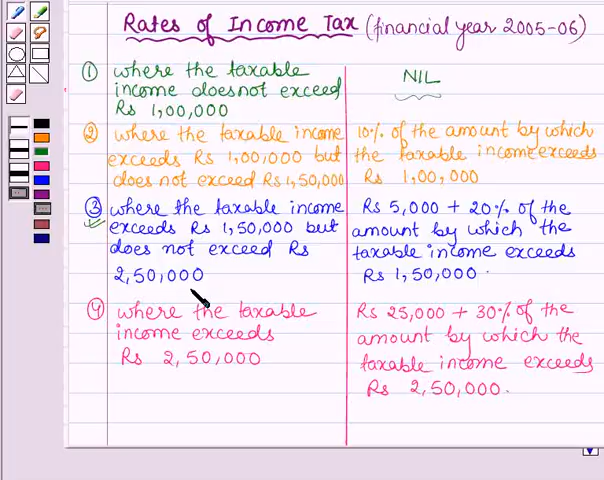 Rates of Income Tax (financial year 2005-06)
① where the taxable
income does not exceed
Rs 1,00,000
NIL
② where the taxable income
exceeds Rs 1,00,000 but
does not exceed Rs 1,50,000
10% of the amount by which
the taxable income exceeds
Rs 1,00,000
③ where the taxable income
exceeds Rs 1,50,000 but
does not exceed Rs
2,50,000
Rs 5,000 + 20% of the
amount by which the
taxable income exceeds
Rs 1,50,000.
④ where the taxable
income exceeds
Rs 2,50,000
Rs 25,000 + 30% of the
amount by which the
taxable income exceeds
Rs 2,50,000.